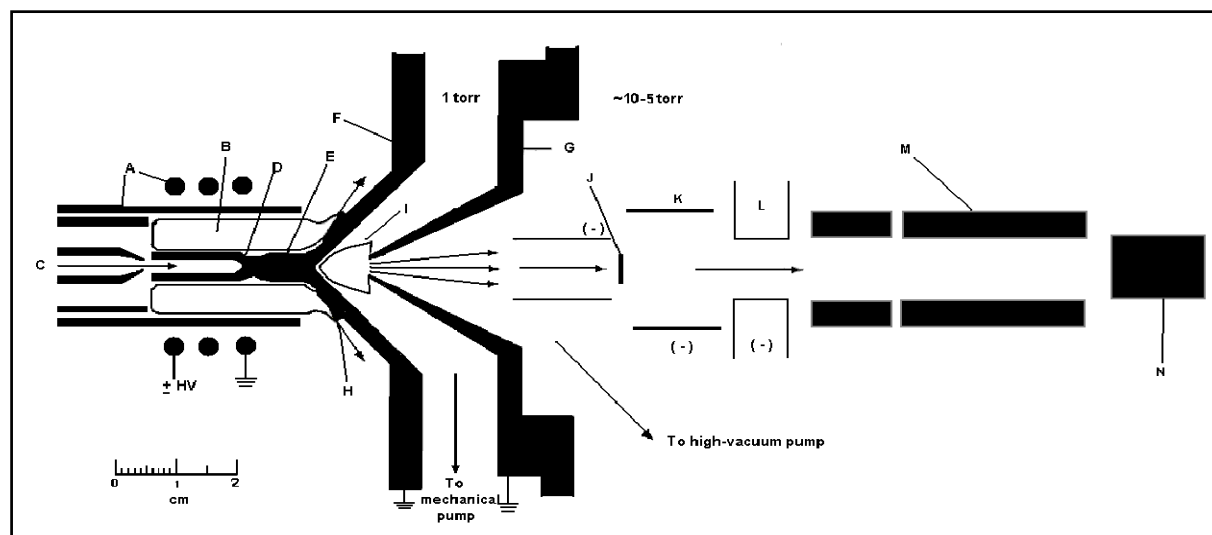 1 torr
~10-5 torr
F
M
B
D
E
G
A
J
I
(-)
K
L
C
± HV
H
(-)
(-)
N
To high-vacuum pump
0 1 2
cm
To
mechanical
pump